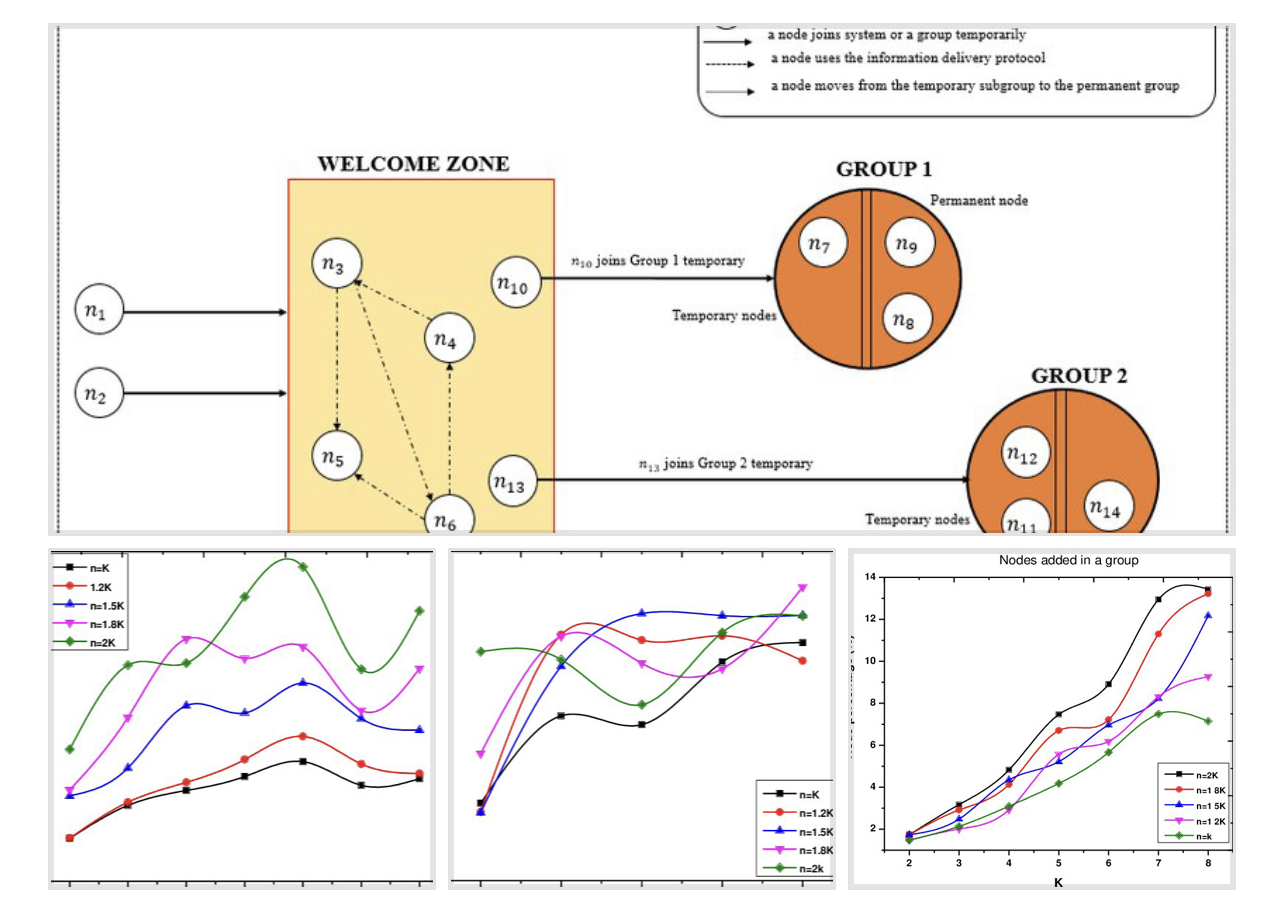 a node joins system or a group temporarily
a node uses the information delivery protocol
a node moves from the temporary subgroup to the permanent group
WELCOME ZONE
GROUP 1
Permanent node
n7
n9
n3
n10 joins Group 1 temporary
n10
n1
Temporary nodes
n8
n4
GROUP 2
n2
n5
n12
n13 joins Group 2 temporary
n13
n14
Temporary nodes
n6
n11
n=K
1.2K
n=1.5K
n=1.8K
n=2K
n=K
n=1.2K
n=1.5K
n=1.8K
n=2k
Nodes added in a group
14
12
10
8
6
4
2
n=2K
n=1 8K
n=1 5K
n=1 2K
n=k
2 3 4 5 6 7 8
K